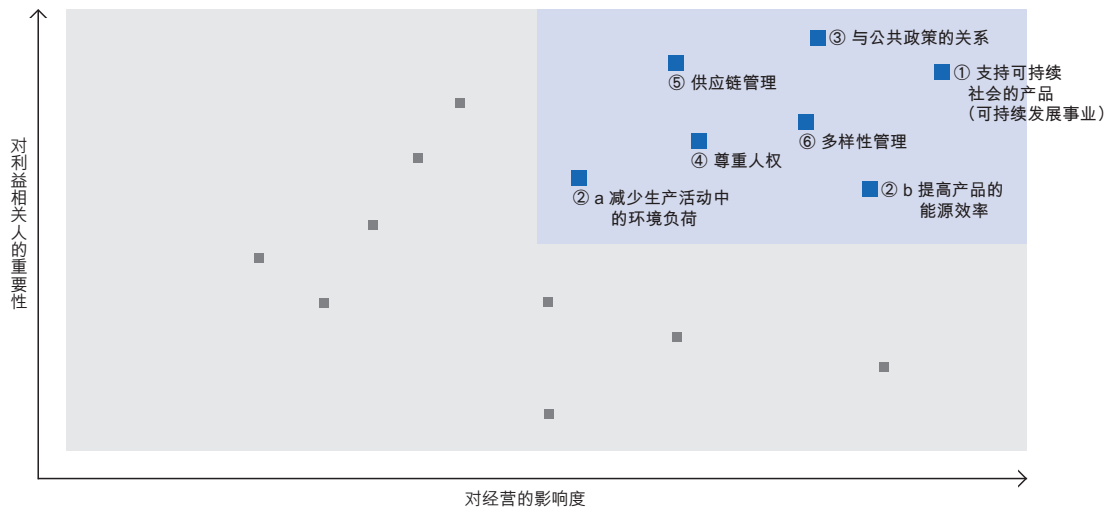 ③ 与公共政策的关系
① 支持可持续
社会的产品
（可持续发展事业）
⑤ 供应链管理
⑥ 多样性管理
④ 尊重人权
② a 减少生产活动中
的环境负荷
② b 提高产品的
能源效率
对利益相关人的重要性
对经营的影响度